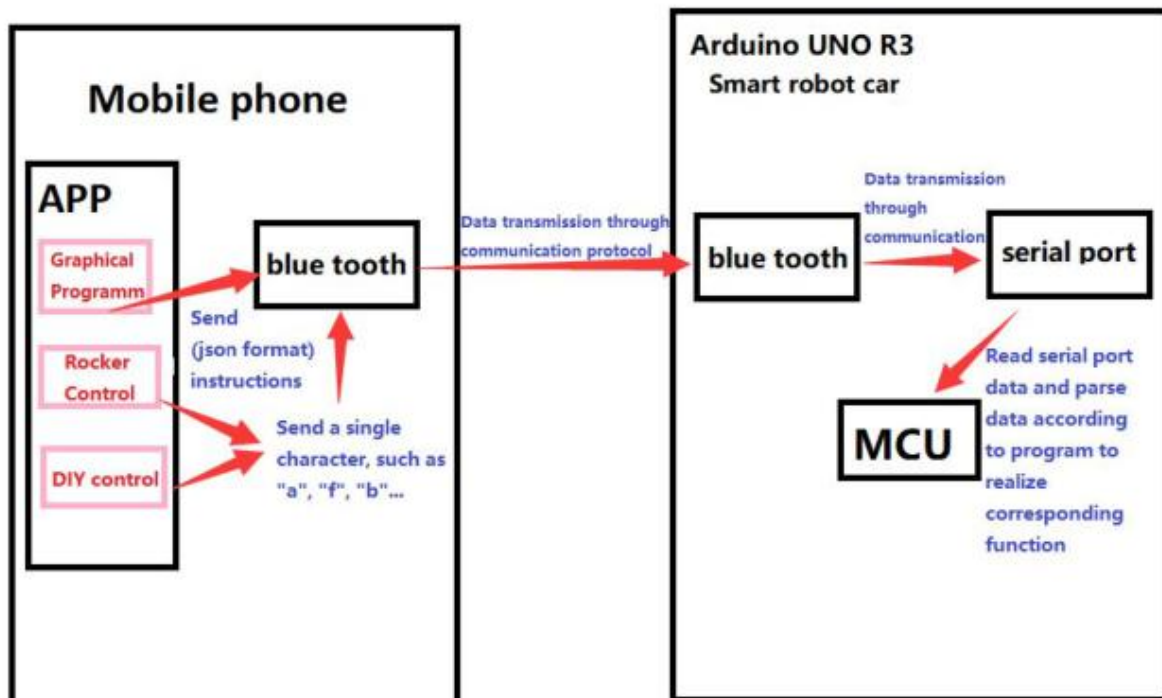 Mobile phone
APP
Graphical
Programm
Rocker
Control
DIY control
blue tooth
Send
(json format)
instructions
Send a single
character, such as
"a", "f", "b"...
Data transmission through
communication protocol
Arduino UNO R3
Smart robot car
blue tooth
Data transmission
through
communication
serial port
Read serial port
data and parse
data according
to program to
realize
corresponding
function
MCU